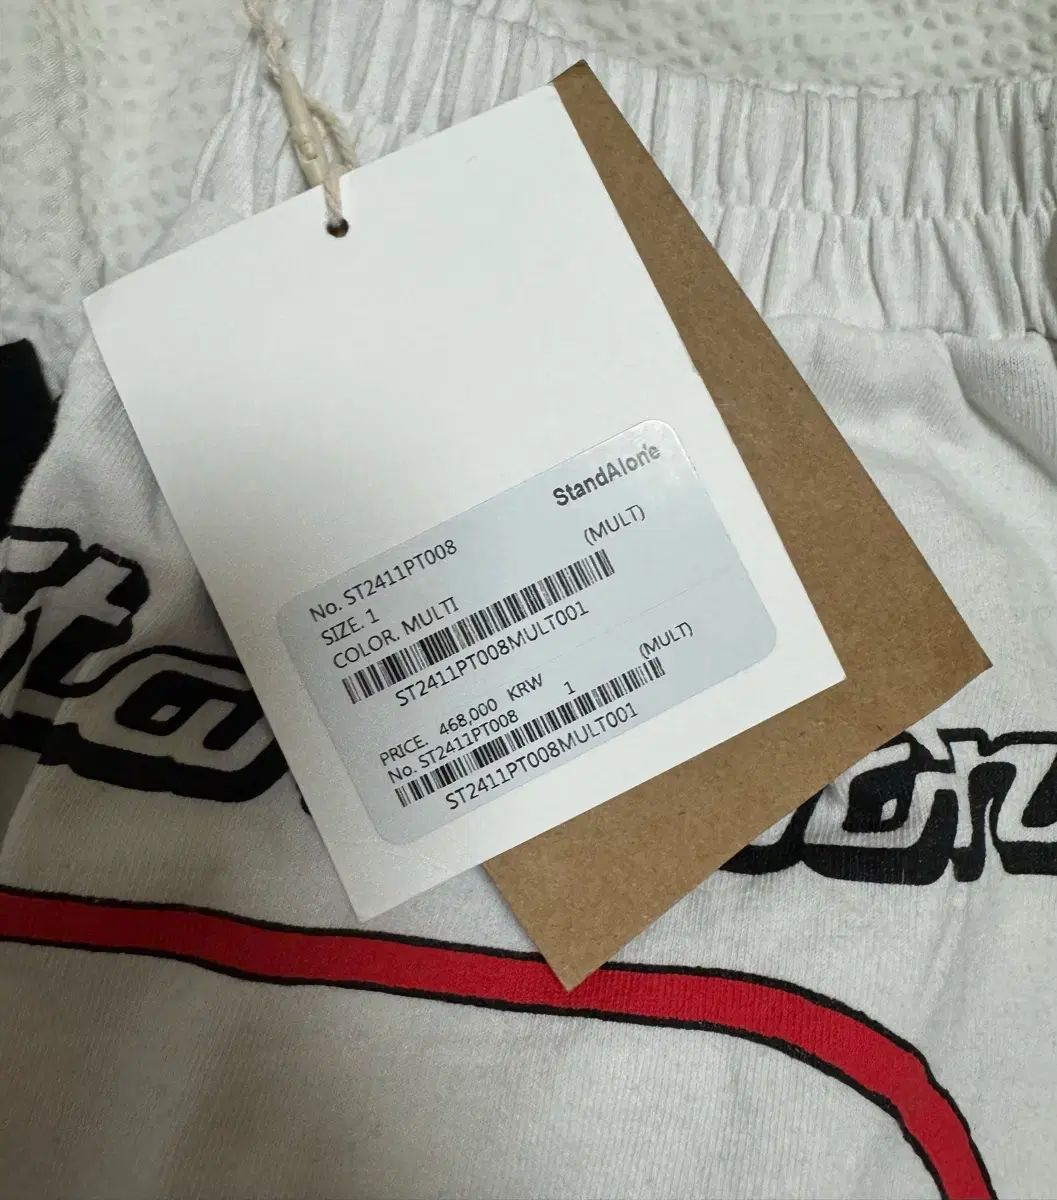 StandAlone
No. ST2411PT008
SIZE. 1
(MULT)
COLOR. MULTI
ST2411PT008MULT001
PRICE 468,000 KRW
(MULT)
No. ST2411PT008 1
ST2411PT008MULT001